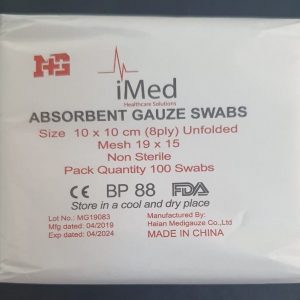 HG
iMed
Healthcare Solutions
ABSORBENT GAUZE SWABS
Size 10 x 10 cm (8ply) Unfolded
Mesh 19 x 15
Non Sterile
Pack Quantity 100 Swabs
CE BP 88 FDA
Store in a cool and dry place
Lot No.: MG19083
Mfg dated: 04/2019
Exp dated: 04/2024
Manufactured By:
Haian Medigauze Co.,Ltd
MADE IN CHINA